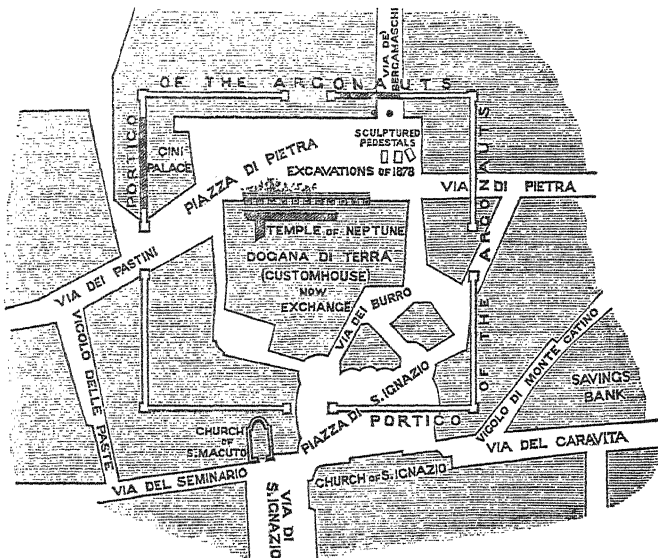 VIA DE
BERGAMASCHI
PORTICO OF THE ARGONAUTS
SCULPTURED
PEDESTALS
CINI
PALACE
PIAZZA DI PIETRA
EXCAVATIONS OF 1878
VIA DI PIETRA
TEMPLE OF NEPTUNE
DOGANA DI TERRA
(CUSTOMHOUSE)
NOW
EXCHANGE
VIA DEI PASTINI
VIA DEI BURRO
VICOLO DELLE PASTE
PIAZZA DI S. IGNAZIO
VICOLO DI MONTE CATINO
SAVINGS
BANK
PORTICO OF THE ARGONAUTS
CHURCH
OF
S. MACUTO
VIA DEL CARAVITA
VIA DEL SEMINARIO
CHURCH OF S. IGNAZIO
VIA DI
S. IGNAZIO